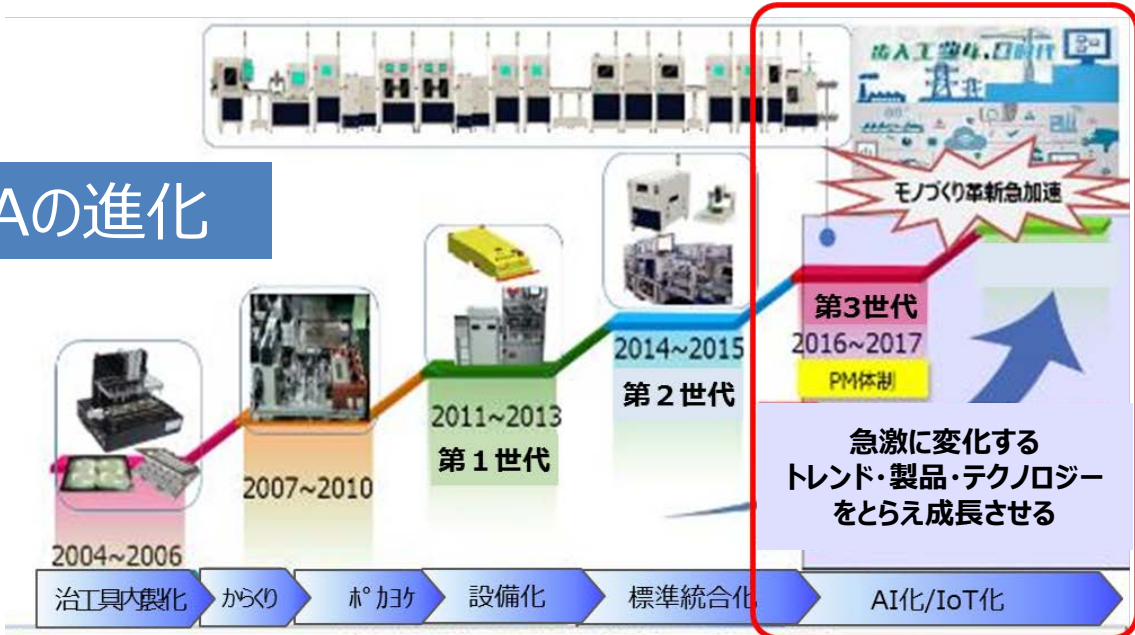 Aの進化
モノづくり革新急加速
第3世代
2016~2017
PM体制
2014~2015
第2世代
2011~2013
第1世代
2007~2010
2004~2006
急激に変化する
トレンド・製品・テクノロジー
をとらえ成長させる
治工具内製化
からくり
ポカヨケ
設備化
標準統合化
AI化/IoT化